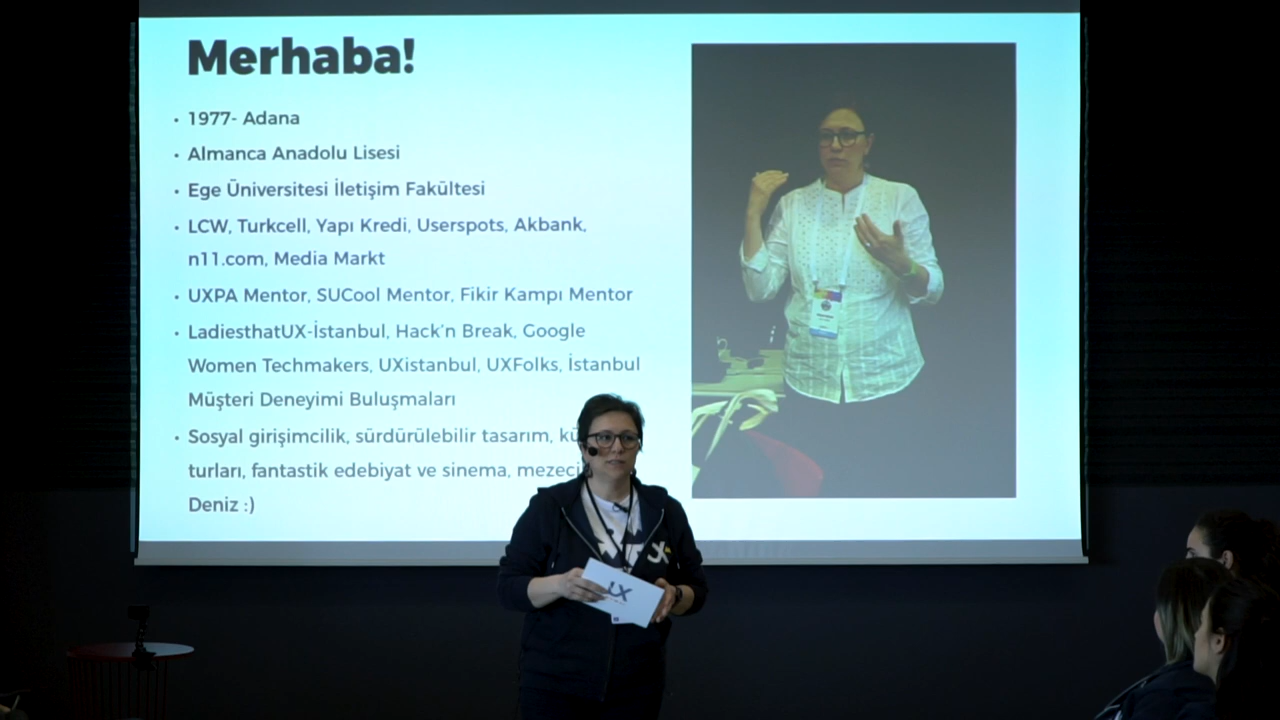 Merhaba!
• 1977- Adana
• Almanca Anadolu Lisesi
• Ege Üniversitesi İletişim Fakültesi
• LCW, Turkcell, Yapı Kredi, Userspots, Akbank,
n11.com, Media Markt
• UXPA Mentor, SUCool Mentor, Fikir Kampı Mentor
• LadiesthatUX-İstanbul, Hack'n Break, Google
Women Techmakers, UXistanbul, UXFolks, İstanbul
Müşteri Deneyimi Buluşmaları
• Sosyal girişimcilik, sürdürülebilir tasarım,
turları, fantastik edebiyat ve sinema,
Deniz :)
UX